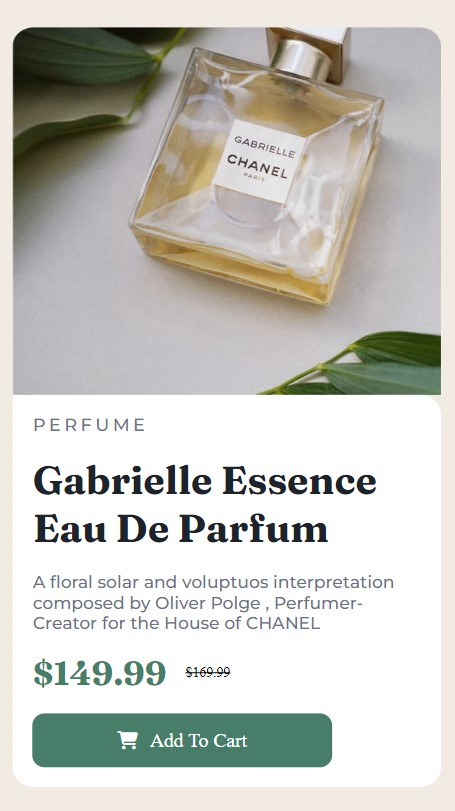 GABRIELLE
CHANEL
PARIS
PERFUME
Gabrielle Essence
Eau De Parfum
A floral solar and voluptuos interpretation
composed by Oliver Polge , Perfumer-
Creator for the House of CHANEL
$149.99 $169.99
Add To Cart